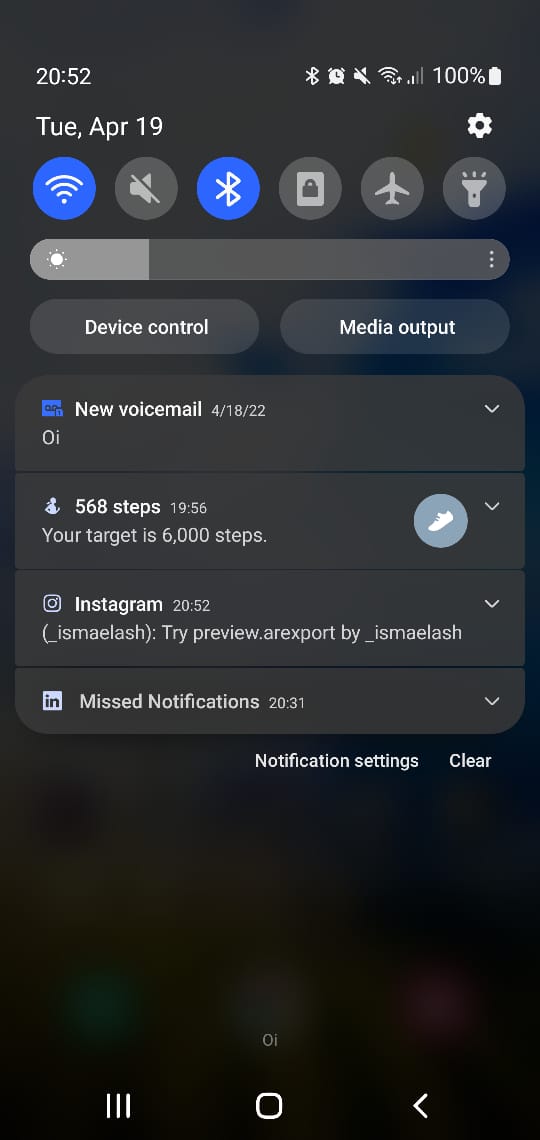 20:52
100%
Tue, Apr 19
Device control
Media output
New voicemail 4/18/22
Oi
568 steps 19:56
Your target is 6,000 steps.
Instagram 20:52
(_ismaelash): Try preview.arexport by _ismaelash
in Missed Notifications 20:31
Notification settings
Clear
Oi